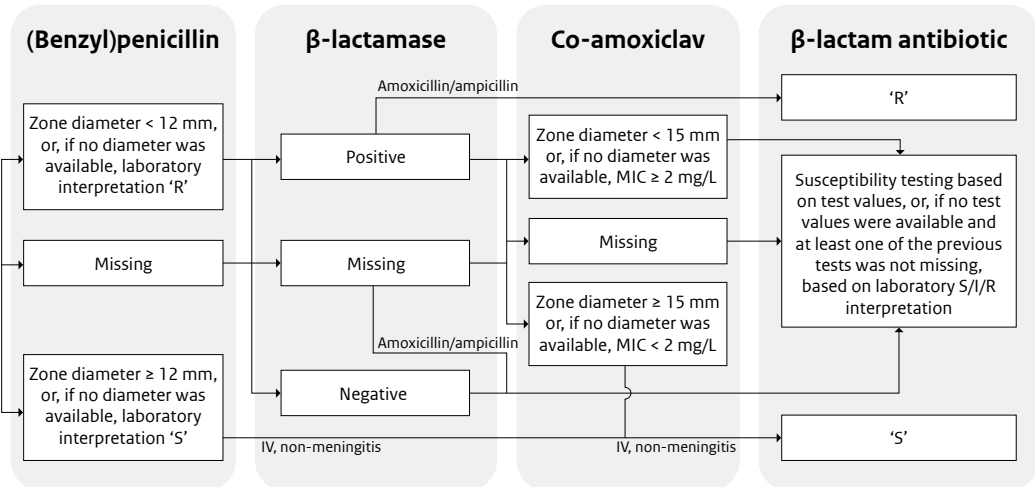 (Benzyl)penicillin
β-lactamase
Co-amoxiclav
β-lactam antibiotic
Zone diameter < 12 mm,
or, if no diameter was
available, laboratory
interpretation ‘R’
Missing
Zone diameter ≥ 12 mm,
or, if no diameter was
available, laboratory
interpretation ‘S’
Amoxicillin/ampicillin
Positive
Missing
Amoxicillin/ampicillin
Negative
IV, non-meningitis
Zone diameter < 15 mm
or, if no diameter was
available, MIC ≥ 2 mg/L
Missing
Zone diameter ≥ 15 mm
or, if no diameter was
available, MIC < 2 mg/L
IV, non-meningitis
‘R’
Susceptibility testing based
on test values, or, if no test
values were available and
at least one of the previous
tests was not missing,
based on laboratory S/I/R
interpretation
‘S’